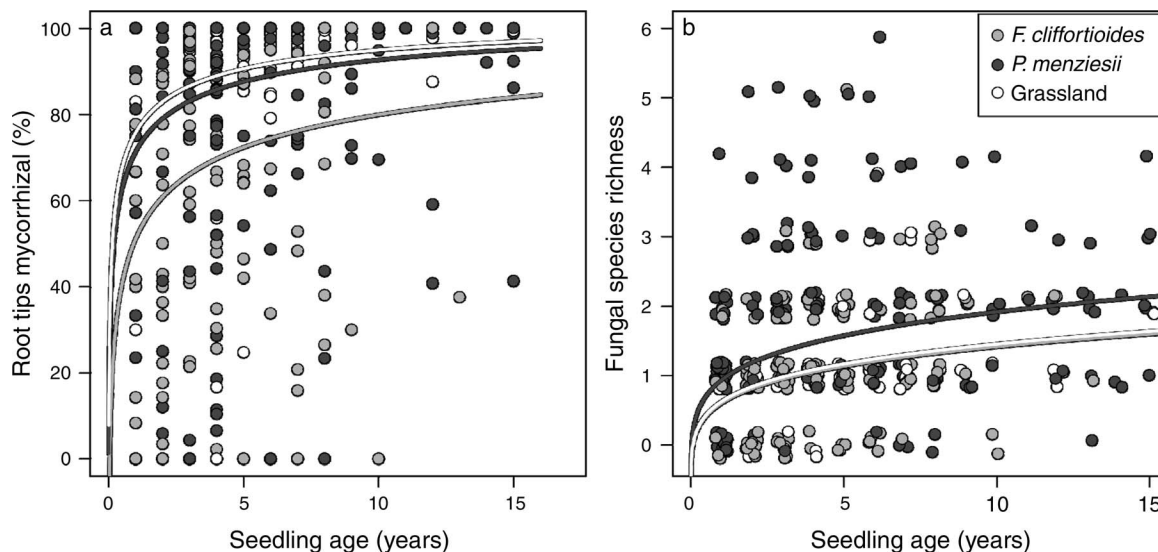 a
Root tips mycorrhizal (%)
100
80
60
40
20
0
0
5
10
15
Seedling age (years)
b
Fungal species richness
6
5
4
3
2
1
0
0
5
10
15
Seedling age (years)
F. cliffortioides
P. menziesii
Grassland